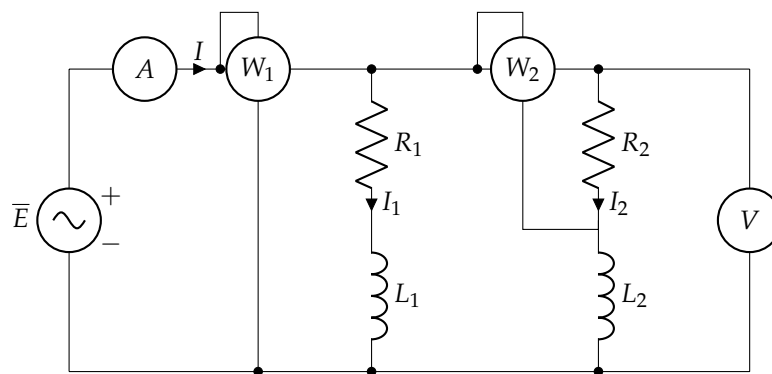 A
I
W₁
W₂
R₁
R₂
I₁
I₂
E̅
+
−
V
L₁
L₂